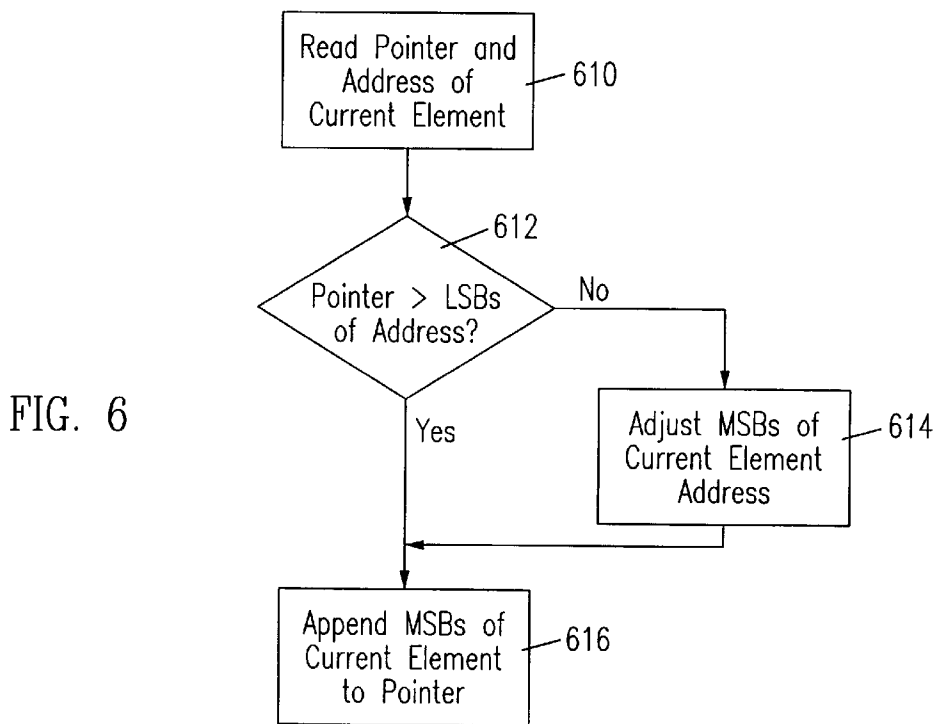 Read Pointer and
Address of
Current Element
610
612
Pointer > LSBs
of Address?
No
Yes
FIG. 6
Adjust MSBs of
Current Element
Address
614
Append MSBs of
Current Element
to Pointer
616